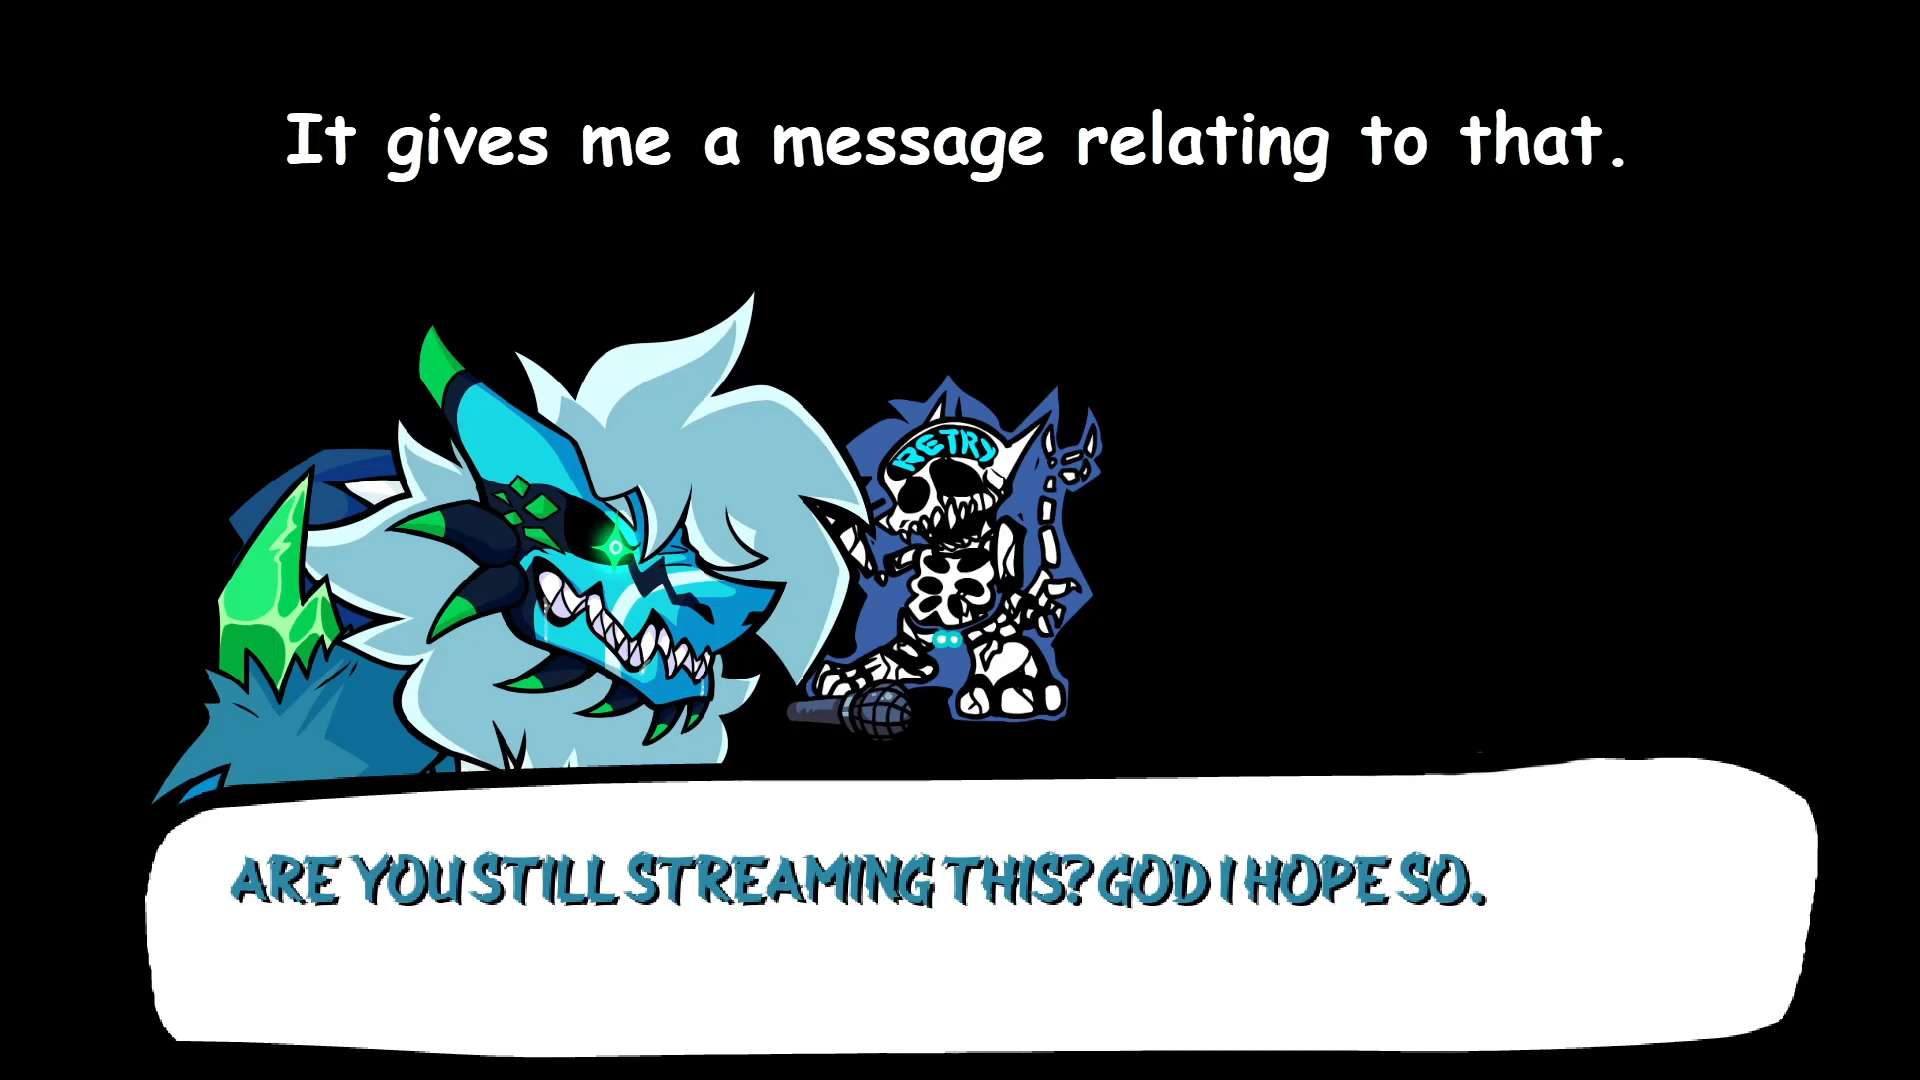 It gives me a message relating to that.
RETRY
ARE YOU STILL STREAMING THIS? GOD I HOPE SO.